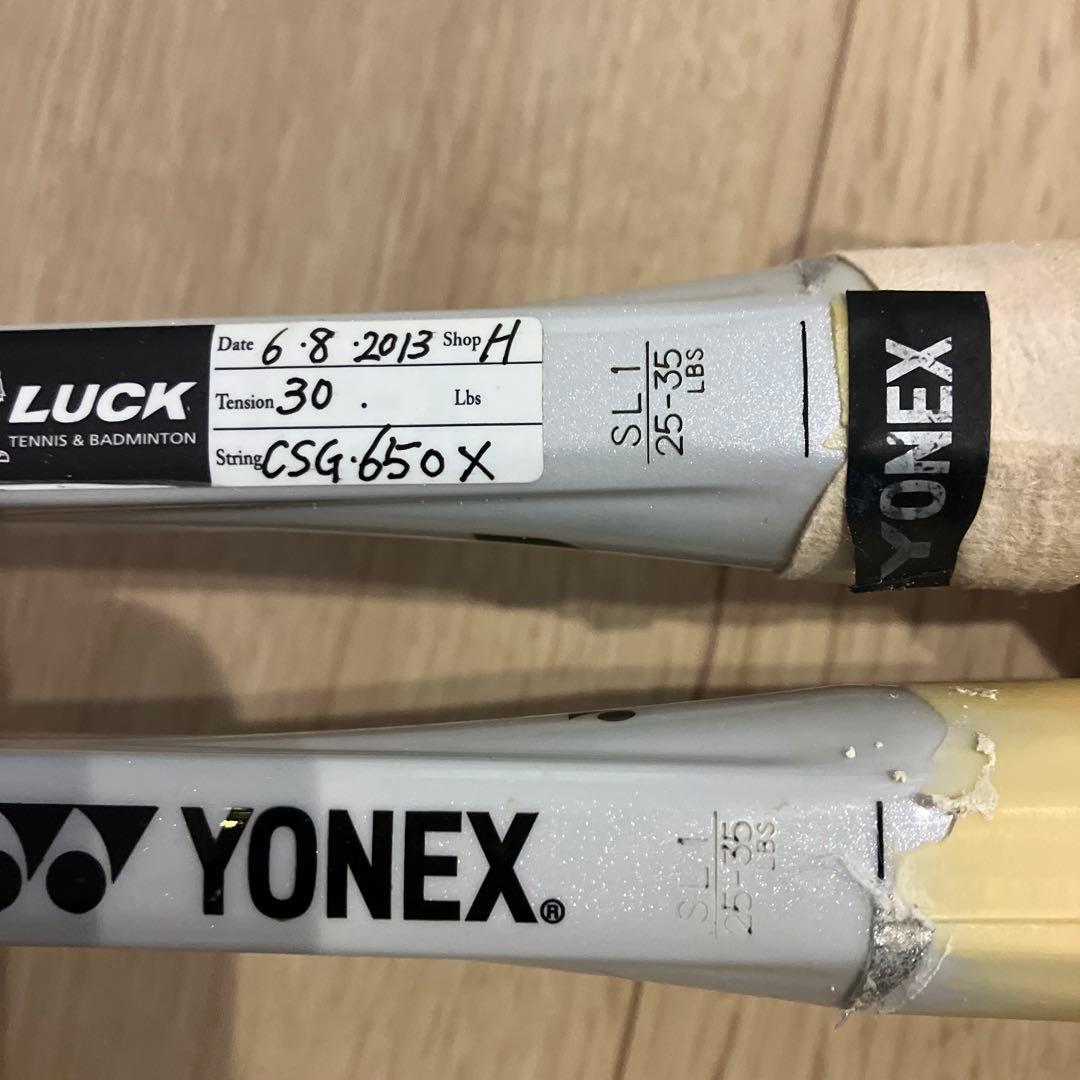 LUCK
TENNIS & BADMINTON
Date 6.8.2013 Shop H
Tension 30. Lbs
String CSG.650X
SL1
25-35
LBS
YONEX
YONEX®
SL1
25-35
LBS